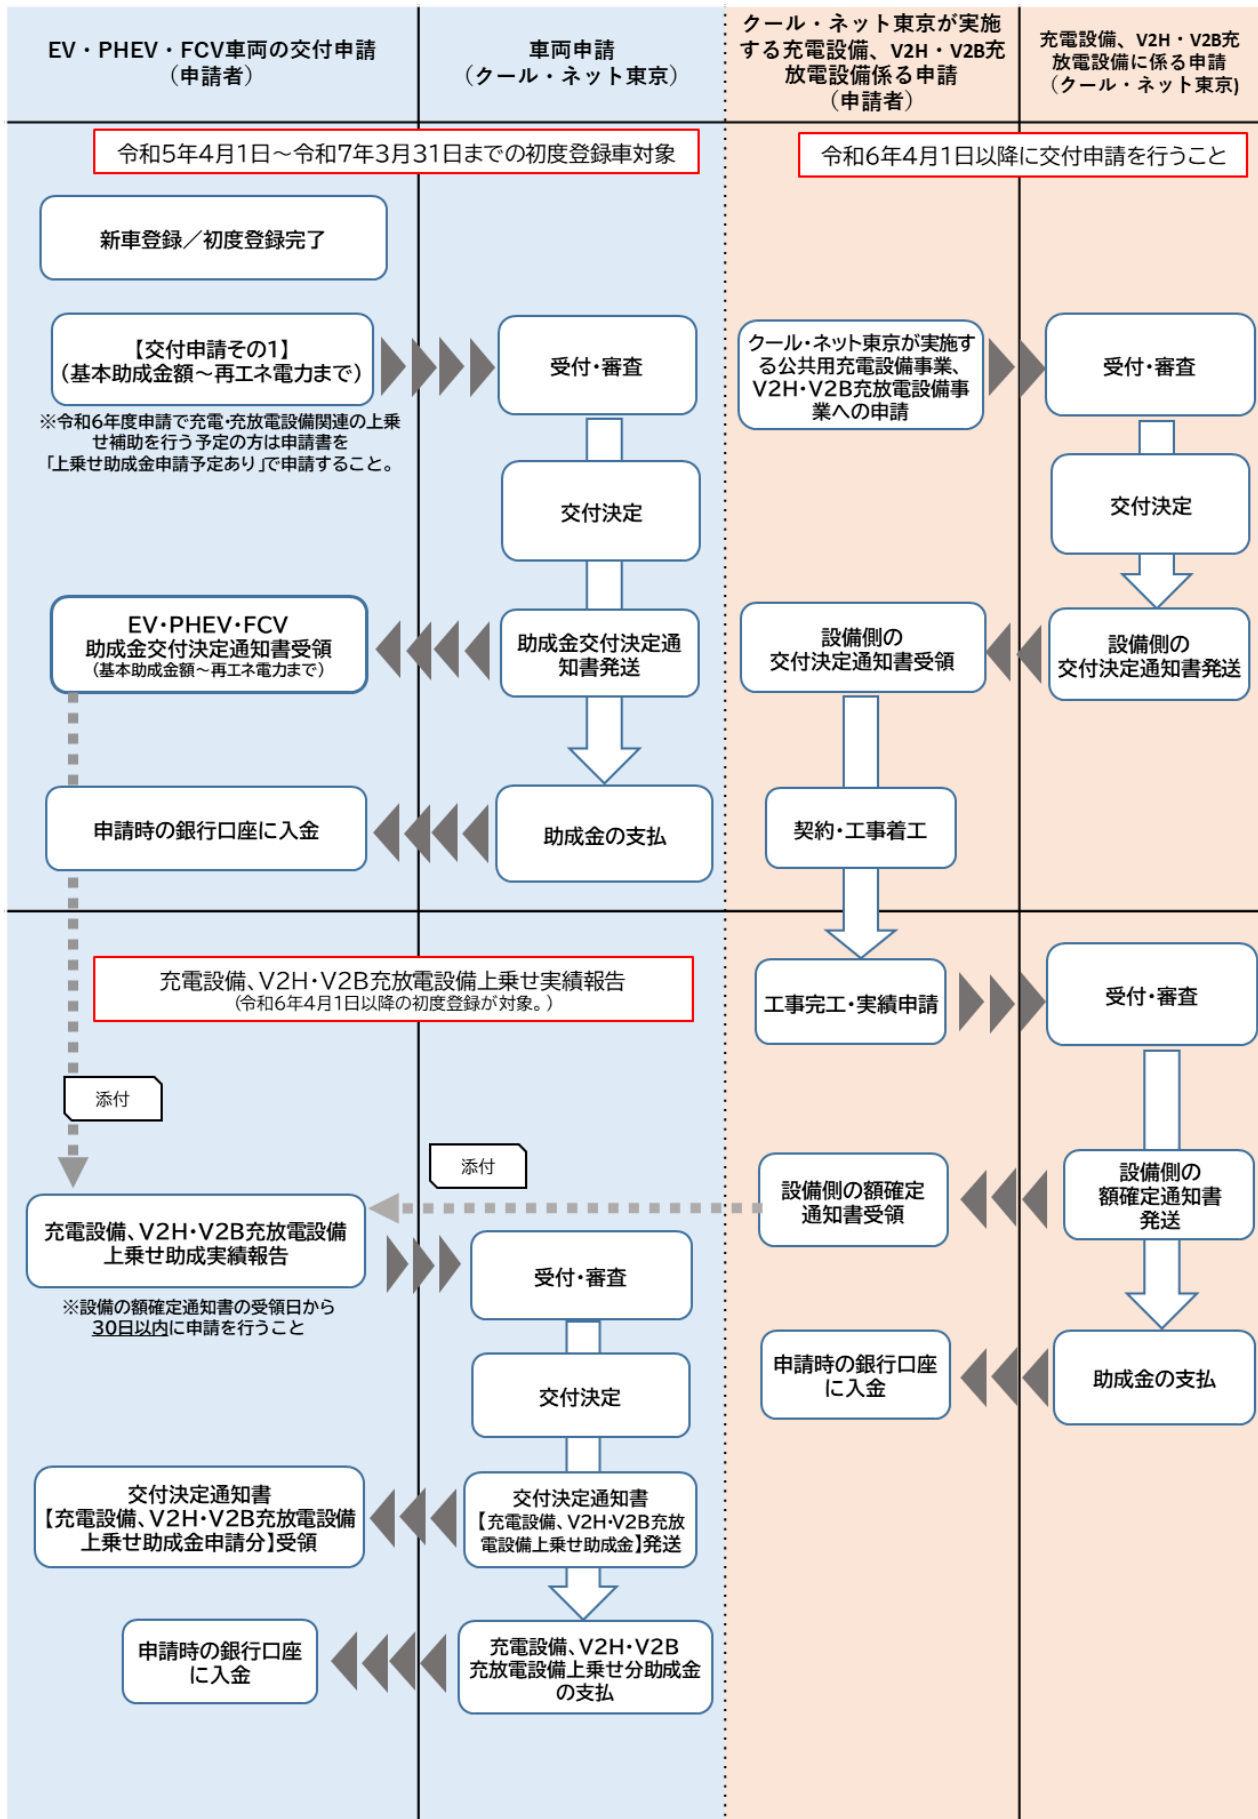 EV・PHEV・FCV車両の交付申請
（申請者）
車両申請
（クール・ネット東京）
クール・ネット東京が実施
する充電設備、V2H・V2B充
放電設備係る申請
（申請者）
充電設備、V2H・V2B充
放電設備に係る申請
（クール・ネット東京)
令和5年4月1日～令和7年3月31日までの初度登録車対象
令和6年4月1日以降に交付申請を行うこと
新車登録／初度登録完了
【交付申請その1】
(基本助成金額～再エネ電力まで)
※令和6年度申請で充電・充放電設備関連の上乗
せ補助を行う予定の方は申請書を
「上乗せ助成金申請予定あり」で申請すること。
受付・審査
クール・ネット東京が実施す
る公共用充電設備事業、
V2H・V2B充放電設備事
業への申請
受付・審査
交付決定
交付決定
EV・PHEV・FCV
助成金交付決定通知書受領
(基本助成金額～再エネ電力まで)
助成金交付決定通
知書発送
設備側の
交付決定通知書受領
設備側の
交付決定通知書発送
申請時の銀行口座に入金
助成金の支払
契約・工事着工
充電設備、V2H・V2B充放電設備上乗せ実績報告
(令和6年4月1日以降の初度登録が対象。)
工事完工・実績申請
受付・審査
添付
添付
設備側の額確定
通知書受領
設備側の
額確定通知書
発送
充電設備、V2H・V2B充放電設備
上乗せ助成実績報告
※設備の額確定通知書の受領日から
30日以内に申請を行うこと
受付・審査
申請時の銀行口座
に入金
助成金の支払
交付決定
交付決定通知書
【充電設備、V2H・V2B充放電設備
上乗せ助成金申請分】受領
交付決定通知書
【充電設備、V2H・V2B充放
電設備上乗せ助成金】発送
申請時の銀行口座
に入金
充電設備、V2H・V2B
充放電設備上乗せ分助成金
の支払